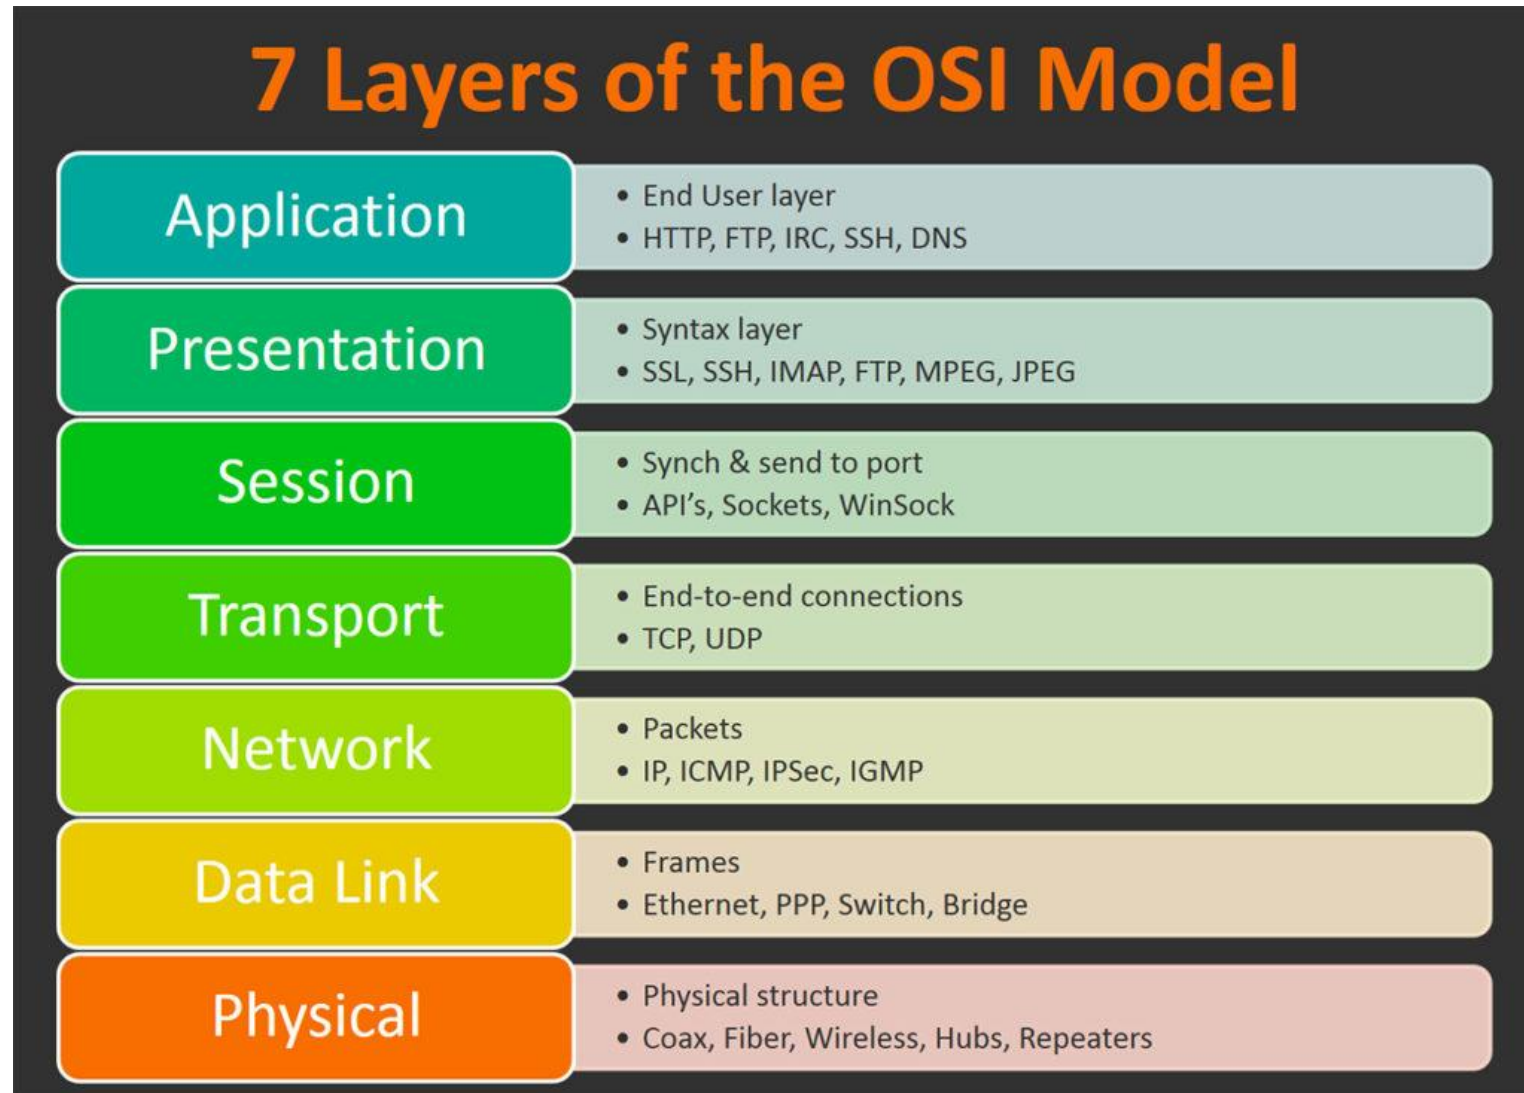 7 Layers of the OSI Model
Application
• End User layer
• HTTP, FTP, IRC, SSH, DNS
Presentation
• Syntax layer
• SSL, SSH, IMAP, FTP, MPEG, JPEG
Session
• Synch & send to port
• API’s, Sockets, WinSock
Transport
• End-to-end connections
• TCP, UDP
Network
• Packets
• IP, ICMP, IPSec, IGMP
Data Link
• Frames
• Ethernet, PPP, Switch, Bridge
Physical
• Physical structure
• Coax, Fiber, Wireless, Hubs, Repeaters